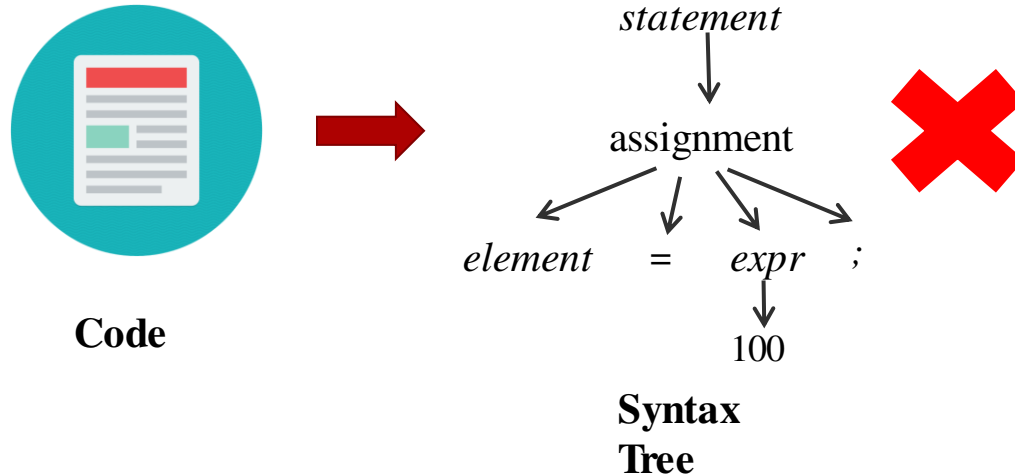 statement
assignment
element = expr ;
Code
100
Syntax
Tree